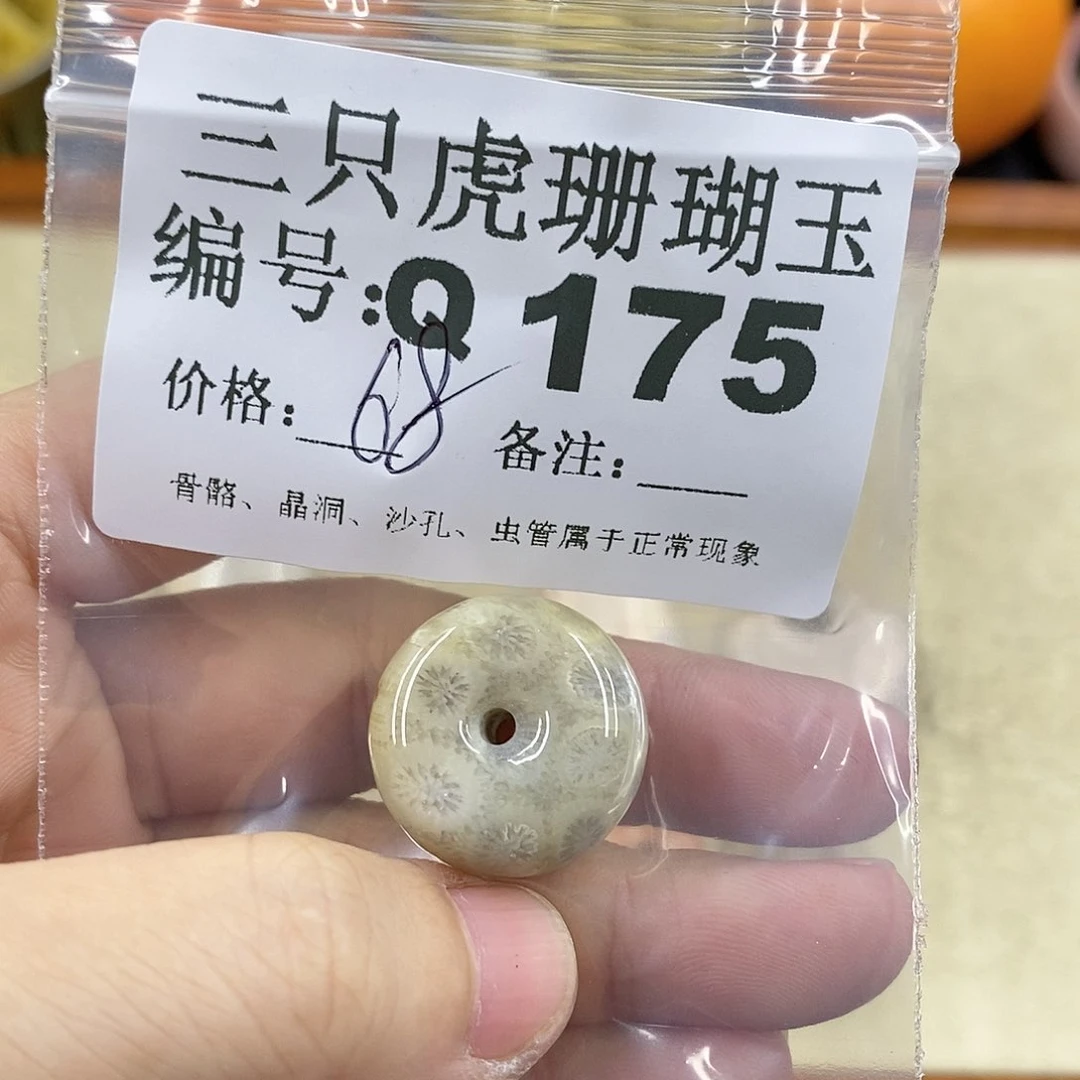 三只虎珊瑚玉
编号:Q 175
价格:68 备注:____
骨骼、晶洞、沙孔、虫管属于正常现象